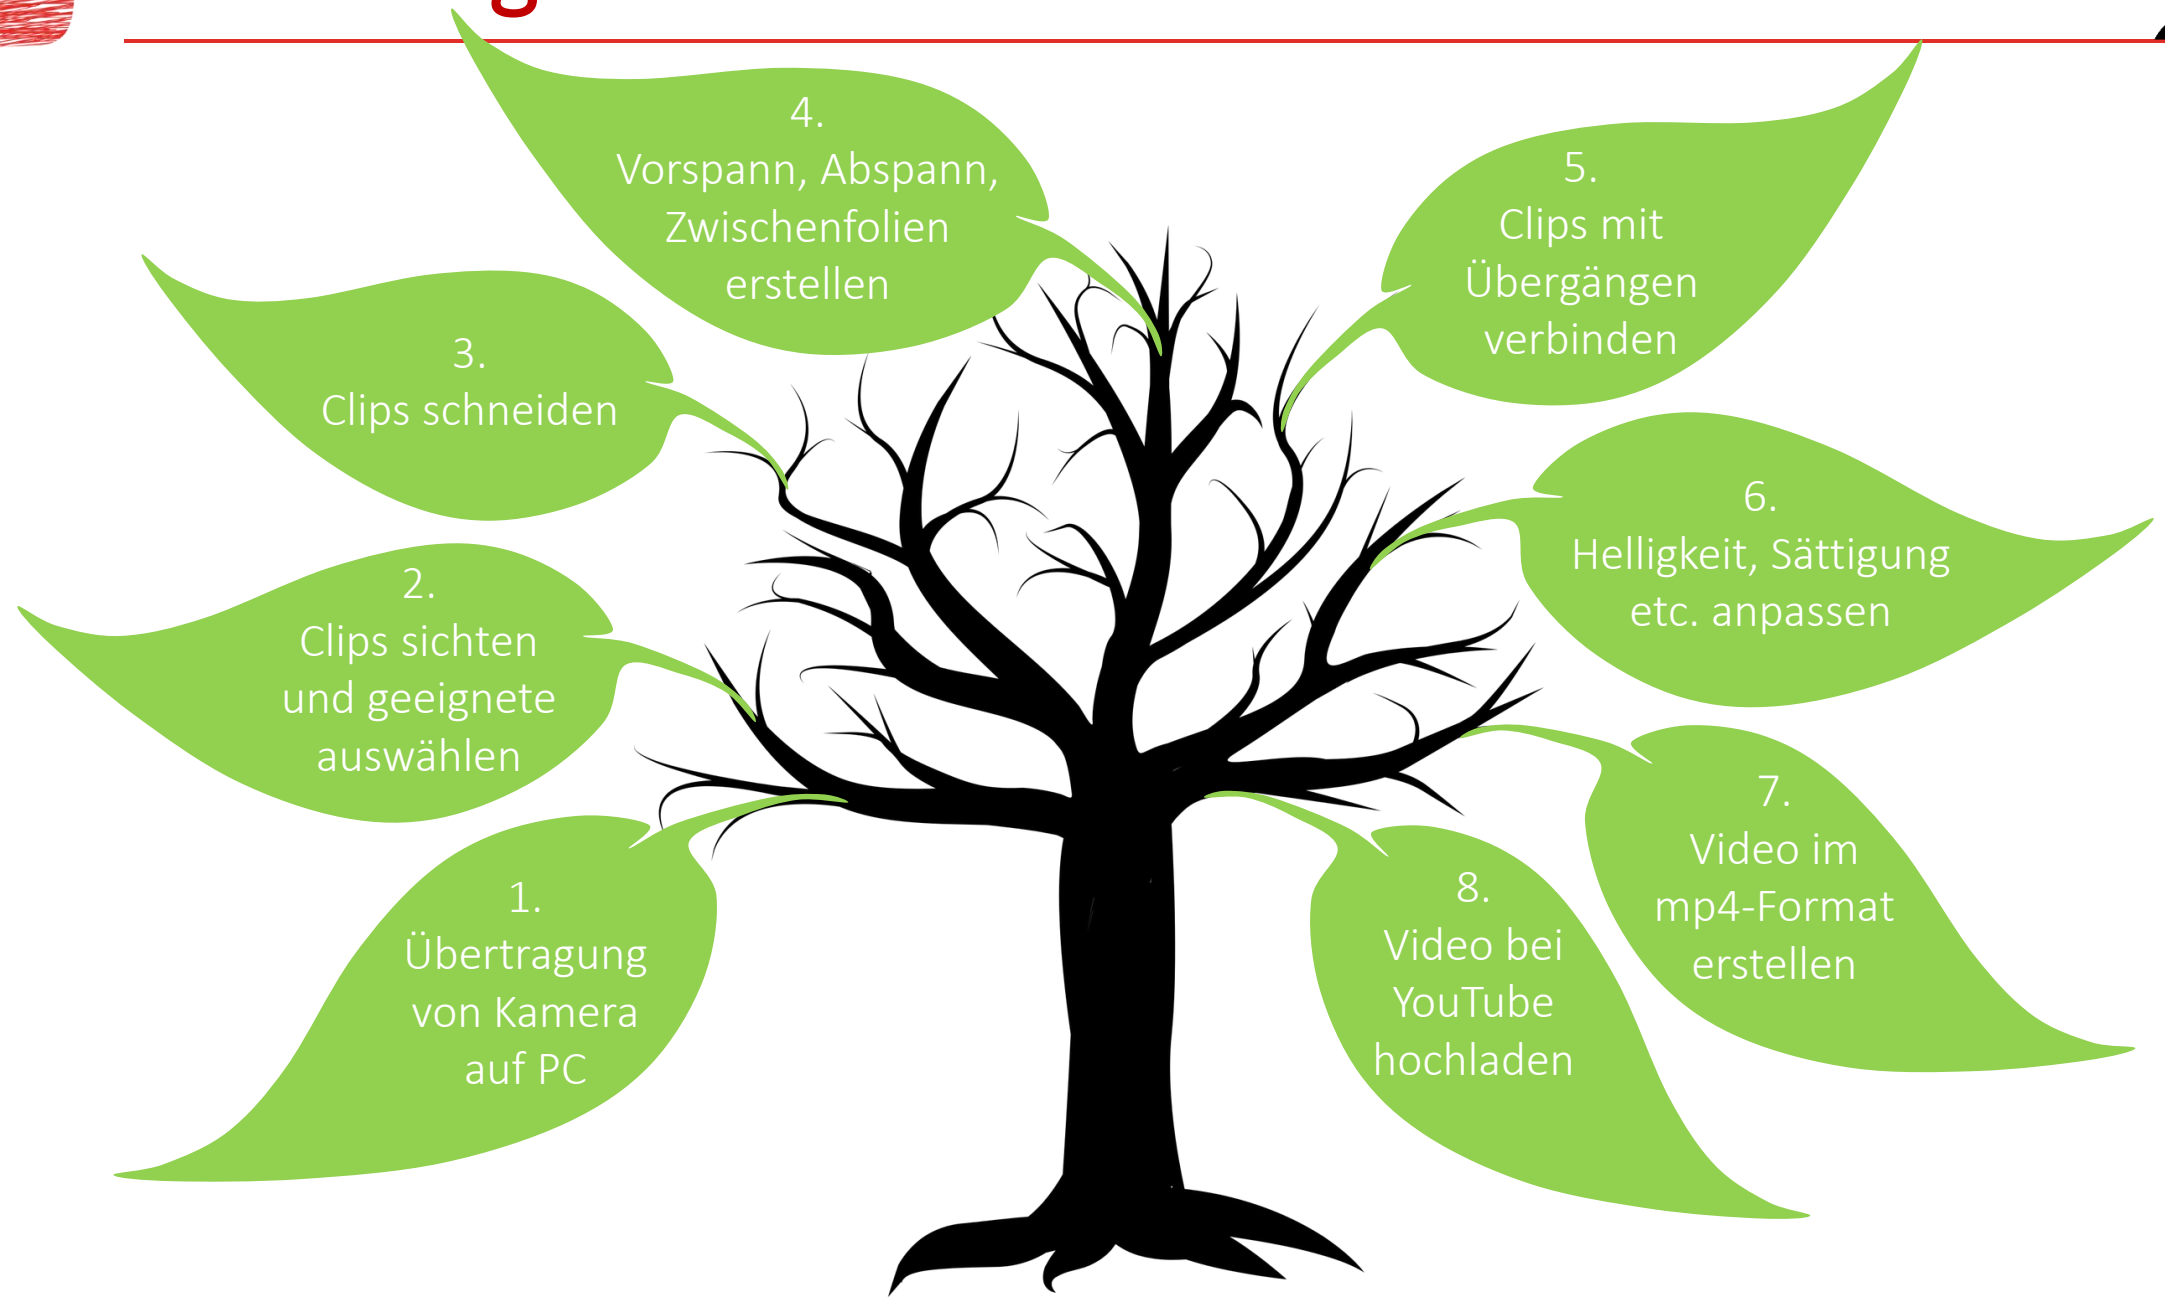 1.
Übertragung
von Kamera
auf PC
2.
Clips sichten
und geeignete
auswählen
3.
Clips schneiden
4.
Vorspann, Abspann,
Zwischenfolien
erstellen
5.
Clips mit
Übergängen
verbinden
6.
Helligkeit, Sättigung
etc. anpassen
7.
Video im
mp4-Format
erstellen
8.
Video bei
YouTube
hochladen